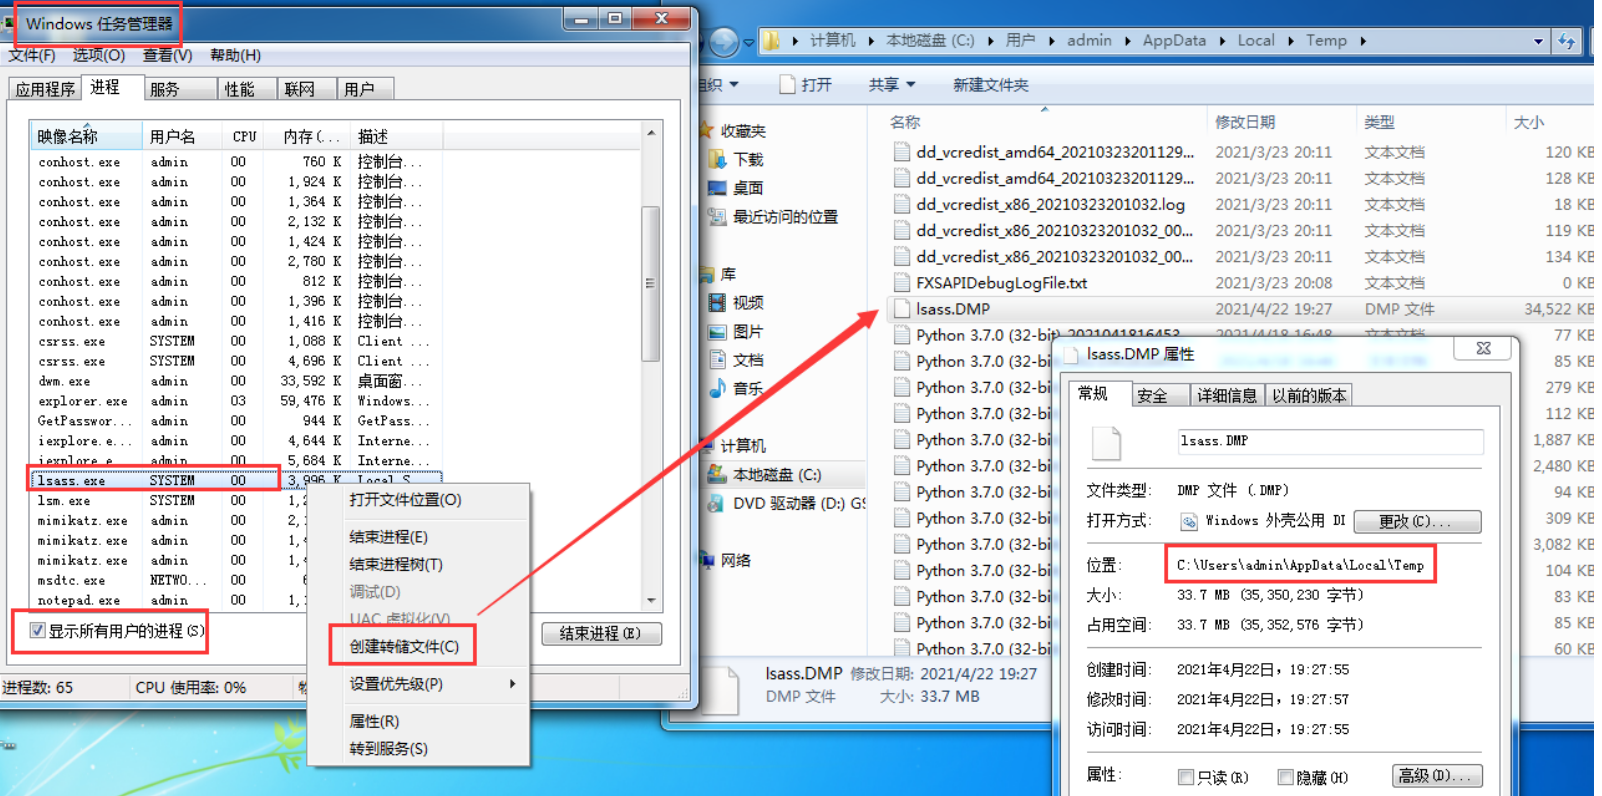 Windows 任务管理器
文件(F) 选项(O) 查看(V) 帮助(H)
应用程序 进程 服务 性能 联网 用户
映像名称 用户名 CPU 内存(... 描述
conhost.exe admin 00 760 K 控制台...
conhost.exe admin 00 1,924 K 控制台...
conhost.exe admin 00 1,364 K 控制台...
conhost.exe admin 00 2,132 K 控制台...
conhost.exe admin 00 1,424 K 控制台...
conhost.exe admin 00 2,780 K 控制台...
conhost.exe admin 00 812 K 控制台...
conhost.exe admin 00 1,396 K 控制台...
conhost.exe admin 00 1,416 K 控制台...
csrss.exe SYSTEM 00 1,088 K Client ...
csrss.exe SYSTEM 00 4,696 K Client ...
dwm.exe admin 00 33,592 K 桌面窗...
explorer.exe admin 03 59,476 K Windows...
GetPasswor... admin 00 944 K GetPass...
iexplore.e... admin 00 4,644 K Interne...
iexplore.e... admin 00 5,684 K Interne...
lsass.exe SYSTEM 00 3,996 K Local S...
lsm.exe SYSTEM 00 1,
mimikatz.exe admin 00 2,
mimikatz.exe admin 00 1,
mimikatz.exe admin 00 1,
msdtc.exe NETWO... 00
notepad.exe admin 00 1,
显示所有用户的进程(S)
结束进程(E)
进程数: 65 CPU 使用率: 0%
打开文件位置(O)
结束进程(E)
结束进程树(T)
调试(D)
UAC 虚拟化(V)
创建转储文件(C)
设置优先级(P)
属性(R)
转到服务(S)
计算机 本地磁盘 (C:) 用户 admin AppData Local Temp
组织 打开 共享 新建文件夹
收藏夹
下载
桌面
最近访问的位置
库
视频
图片
文档
音乐
计算机
本地磁盘 (C:)
DVD 驱动器 (D:) GS
网络
名称 修改日期 类型 大小
dd_vcredist_amd64_20210323201129... 2021/3/23 20:11 文本文档 120 KB
dd_vcredist_amd64_20210323201129... 2021/3/23 20:11 文本文档 128 KB
dd_vcredist_x86_20210323201032.log 2021/3/23 20:11 文本文档 18 KB
dd_vcredist_x86_20210323201032_00... 2021/3/23 20:11 文本文档 119 KB
dd_vcredist_x86_20210323201032_00... 2021/3/23 20:11 文本文档 134 KB
FXSAPIDebugLogFile.txt 2021/3/23 20:08 文本文档 0 KB
lsass.DMP 2021/4/22 19:27 DMP 文件 34,522 KB
Python 3.7.0 (32-bit)_2021041816453... 2021/4/18 16:48 文本文档 77 KB
Python 3.7.0 (32-bi 85 KB
Python 3.7.0 (32-bi 279 KB
Python 3.7.0 (32-bi 112 KB
Python 3.7.0 (32-bi 1,887 KB
Python 3.7.0 (32-bi 2,480 KB
Python 3.7.0 (32-bi 94 KB
Python 3.7.0 (32-bi 309 KB
Python 3.7.0 (32-bi 3,082 KB
Python 3.7.0 (32-bi 104 KB
Python 3.7.0 (32-bi 83 KB
Python 3.7.0 (32-bi 85 KB
Python 3.7.0 (32-bi 60 KB
lsass.DMP 修改日期: 2021/4/22 19:27
DMP 文件 大小: 33.7 MB
lsass.DMP 属性
常规 安全 详细信息 以前的版本
lsass.DMP
文件类型: DMP 文件 (.DMP)
打开方式: Windows 外壳公用 Dl 更改(C)...
位置: C:\Users\admin\AppData\Local\Temp
大小: 33.7 MB (35,350,230 字节)
占用空间: 33.7 MB (35,352,576 字节)
创建时间: 2021年4月22日，19:27:55
修改时间: 2021年4月22日，19:27:57
访问时间: 2021年4月22日，19:27:55
属性: 只读(R) 隐藏(H) 高级(D)...